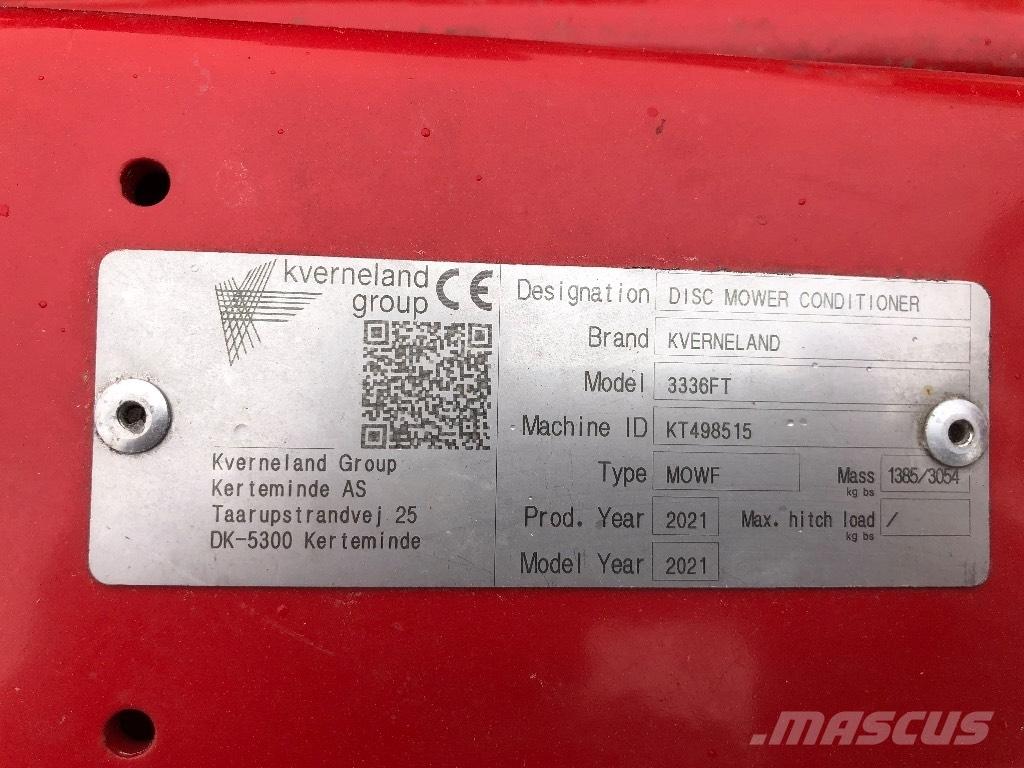 kverneland
group CE
Kverneland Group
Kerteminde AS
Taarupstrandvej 25
DK-5300 Kerteminde
Designation DISC MOWER CONDITIONER
Brand KVERNELAND
Model 3336FT
Machine ID KT498515
Type MOWF Mass kg bs 1385/3054
Prod. Year 2021 Max. hitch load kg bs /
Model Year 2021
MASCUS